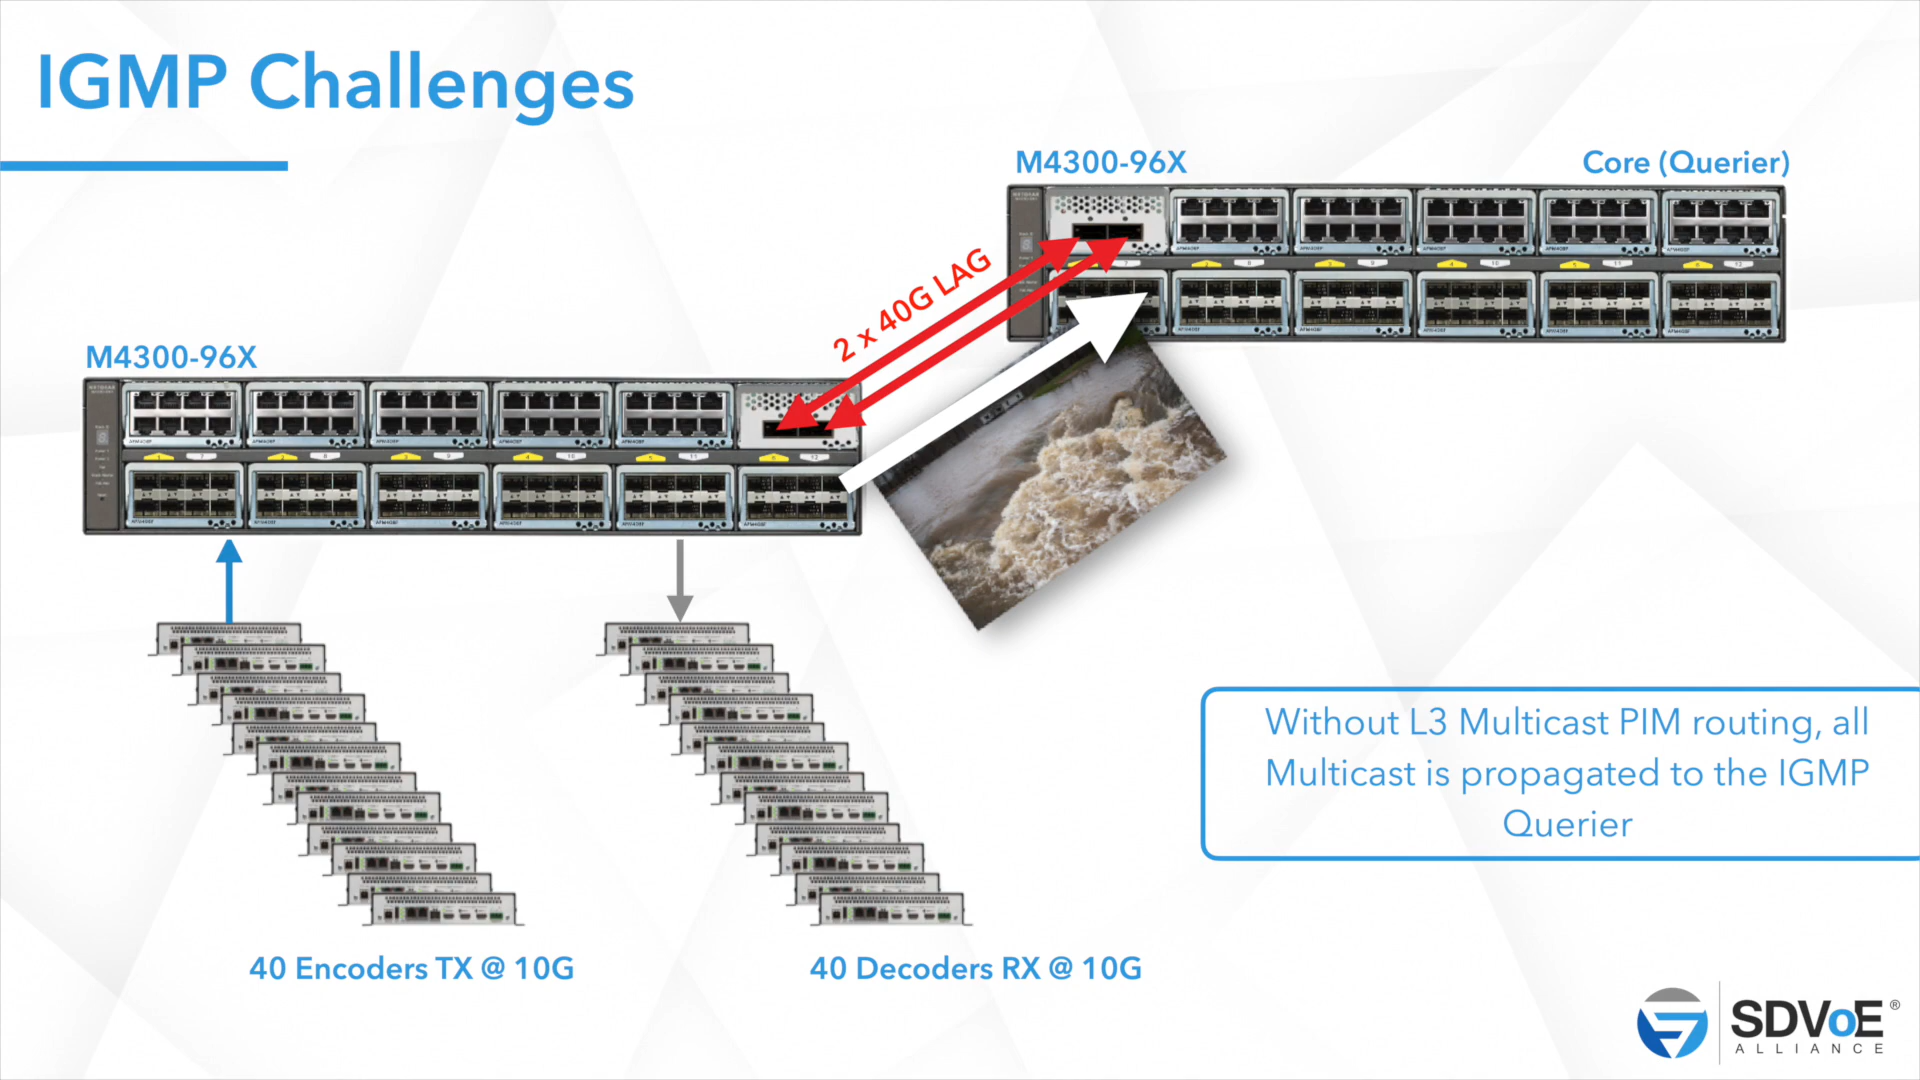 IGMP Challenges
M4300-96X
Core (Querier)
2 x 40G LAG
M4300-96X
Without L3 Multicast PIM routing, all
Multicast is propagated to the IGMP
Querier
40 Encoders TX @ 10G
40 Decoders RX @ 10G
SDVoE ®
ALLIANCE